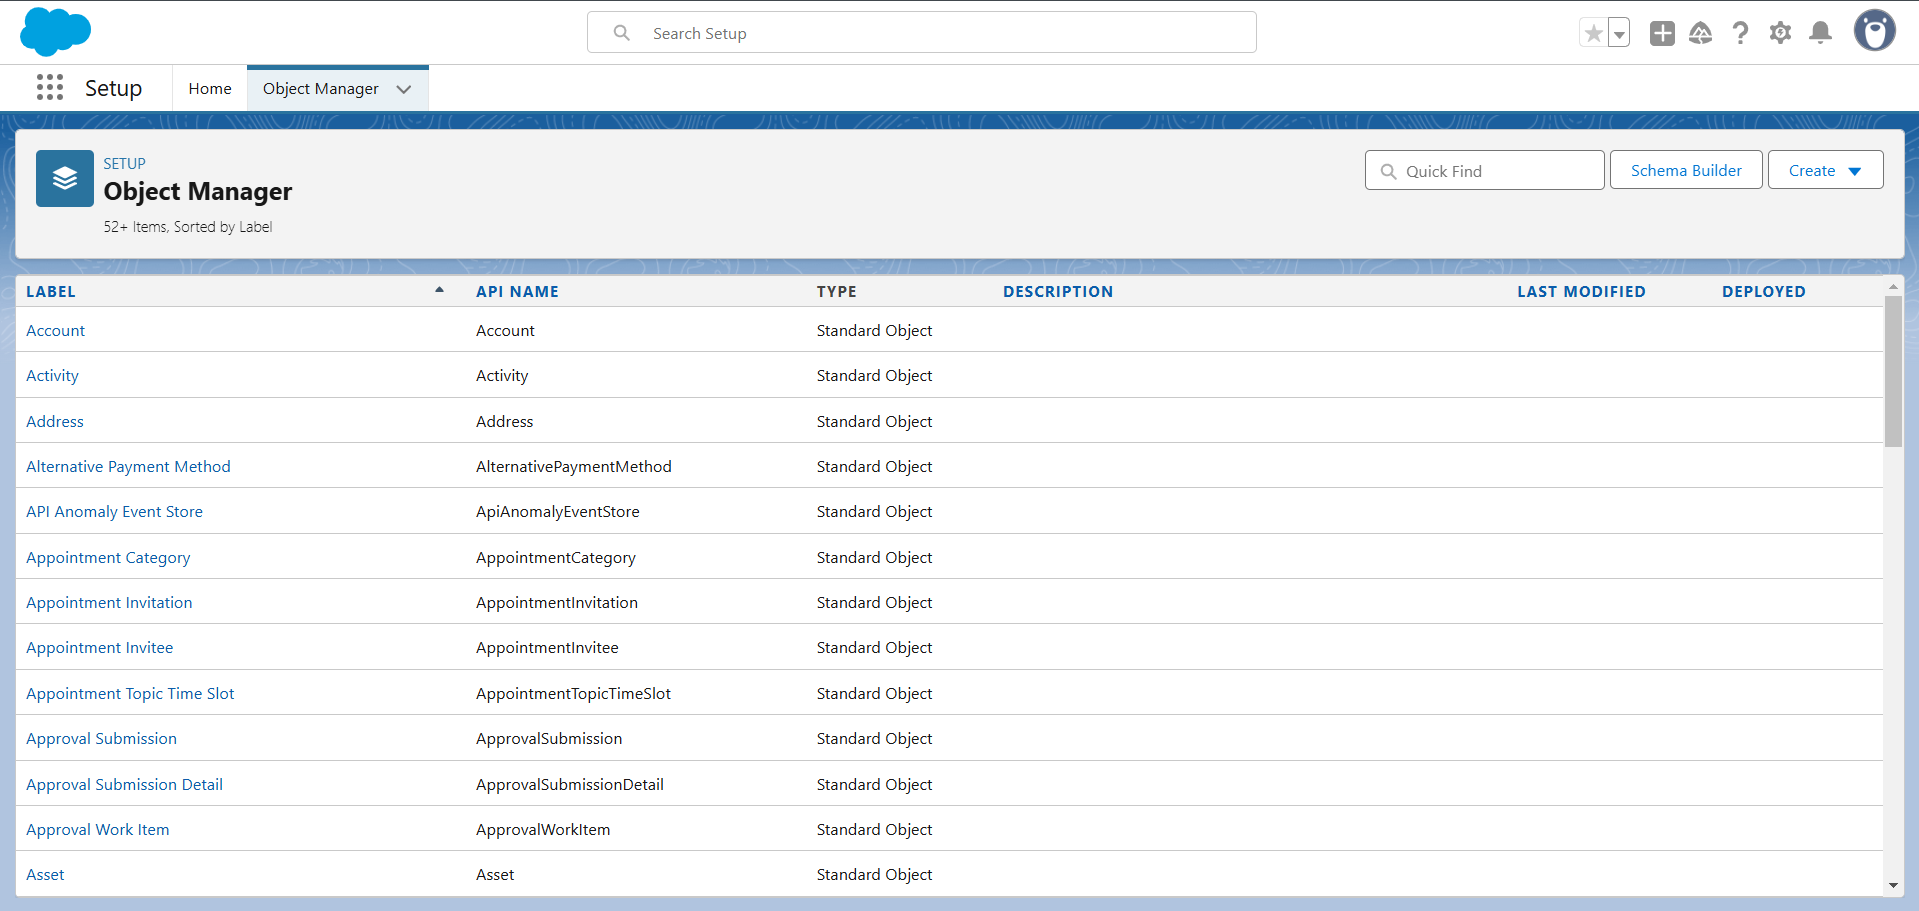 Search Setup
Setup Home Object Manager
SETUP
Object Manager
52+ Items, Sorted by Label
Quick Find Schema Builder Create
LABEL API NAME TYPE DESCRIPTION LAST MODIFIED DEPLOYED
Account Account Standard Object
Activity Activity Standard Object
Address Address Standard Object
Alternative Payment Method AlternativePaymentMethod Standard Object
API Anomaly Event Store ApiAnomalyEventStore Standard Object
Appointment Category AppointmentCategory Standard Object
Appointment Invitation AppointmentInvitation Standard Object
Appointment Invitee AppointmentInvitee Standard Object
Appointment Topic Time Slot AppointmentTopicTimeSlot Standard Object
Approval Submission ApprovalSubmission Standard Object
Approval Submission Detail ApprovalSubmissionDetail Standard Object
Approval Work Item ApprovalWorkItem Standard Object
Asset Asset Standard Object